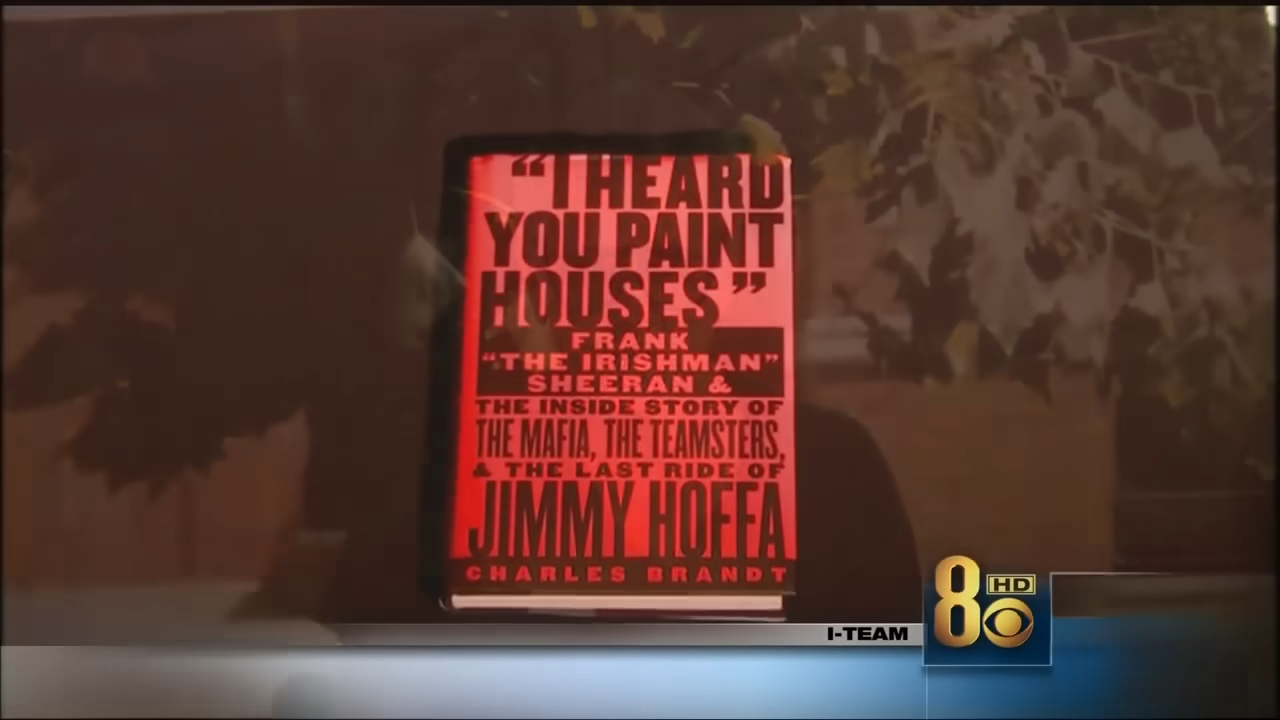 “I HEARD
YOU PAINT
HOUSES”
FRANK
“THE IRISHMAN”
SHEERAN &
THE INSIDE STORY OF
THE MAFIA, THE TEAMSTERS,
& THE LAST RIDE OF
JIMMY HOFFA
CHARLES BRANDT
I-TEAM
8 HD